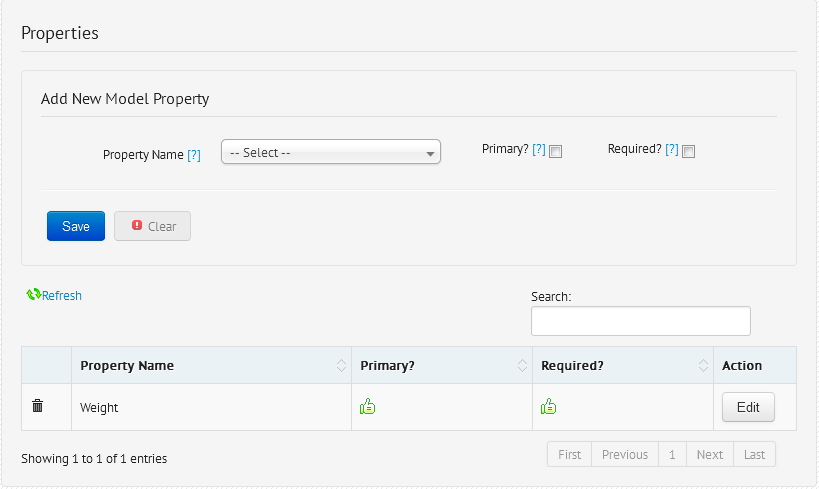 Properties
Add New Model Property
Property Name [?] -- Select -- Primary? [?] Required? [?]
Save Clear
Refresh
Search:
Property Name Primary? Required? Action
Weight Edit
Showing 1 to 1 of 1 entries
First Previous 1 Next Last